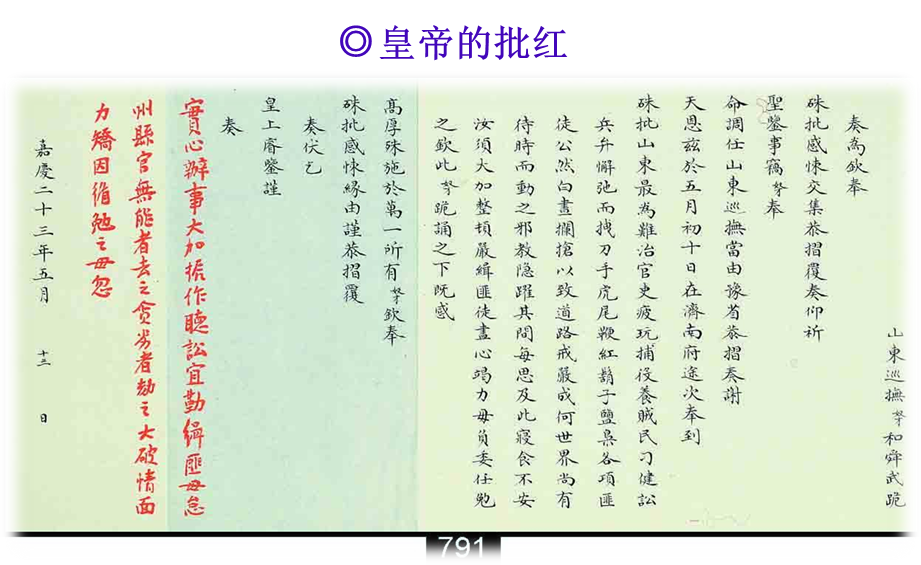 ◎皇帝的批红
山東巡撫奴才和舜武跪
奏為欽奉
硃批感悚交集恭摺覆奏仰祈
聖鑒事竊奴才奉
命調任山東巡撫當由豫省恭摺奏謝
天恩茲於五月初十日在濟南府途次奉到
硃批山東最為難治官吏疲玩捕役養賊民刁健訟
兵弁懈弛而拽刀手虎尾鞭紅鬍子鹽梟各項匪
徒公然白晝攔搶以致道路戒嚴成何世界尚有
待時而動之邪教隐躍其間每思及此寢食不安
汝須大加整頓嚴緝匪徒盡心竭力毋負委任勉
之欽此奴才跪誦之下既感
高厚殊施於萬一所有奴才欽奉
硃批感悚緣由謹恭摺覆
奏伏乞
皇上睿鑒謹
奏
實心辦事大加振作聽訟宜勤緝匪毋怠
州縣官無能者去之貪劣者劾之大破情面
力矯因循勉之毋忽
嘉慶二十三年五月 十三 日
791